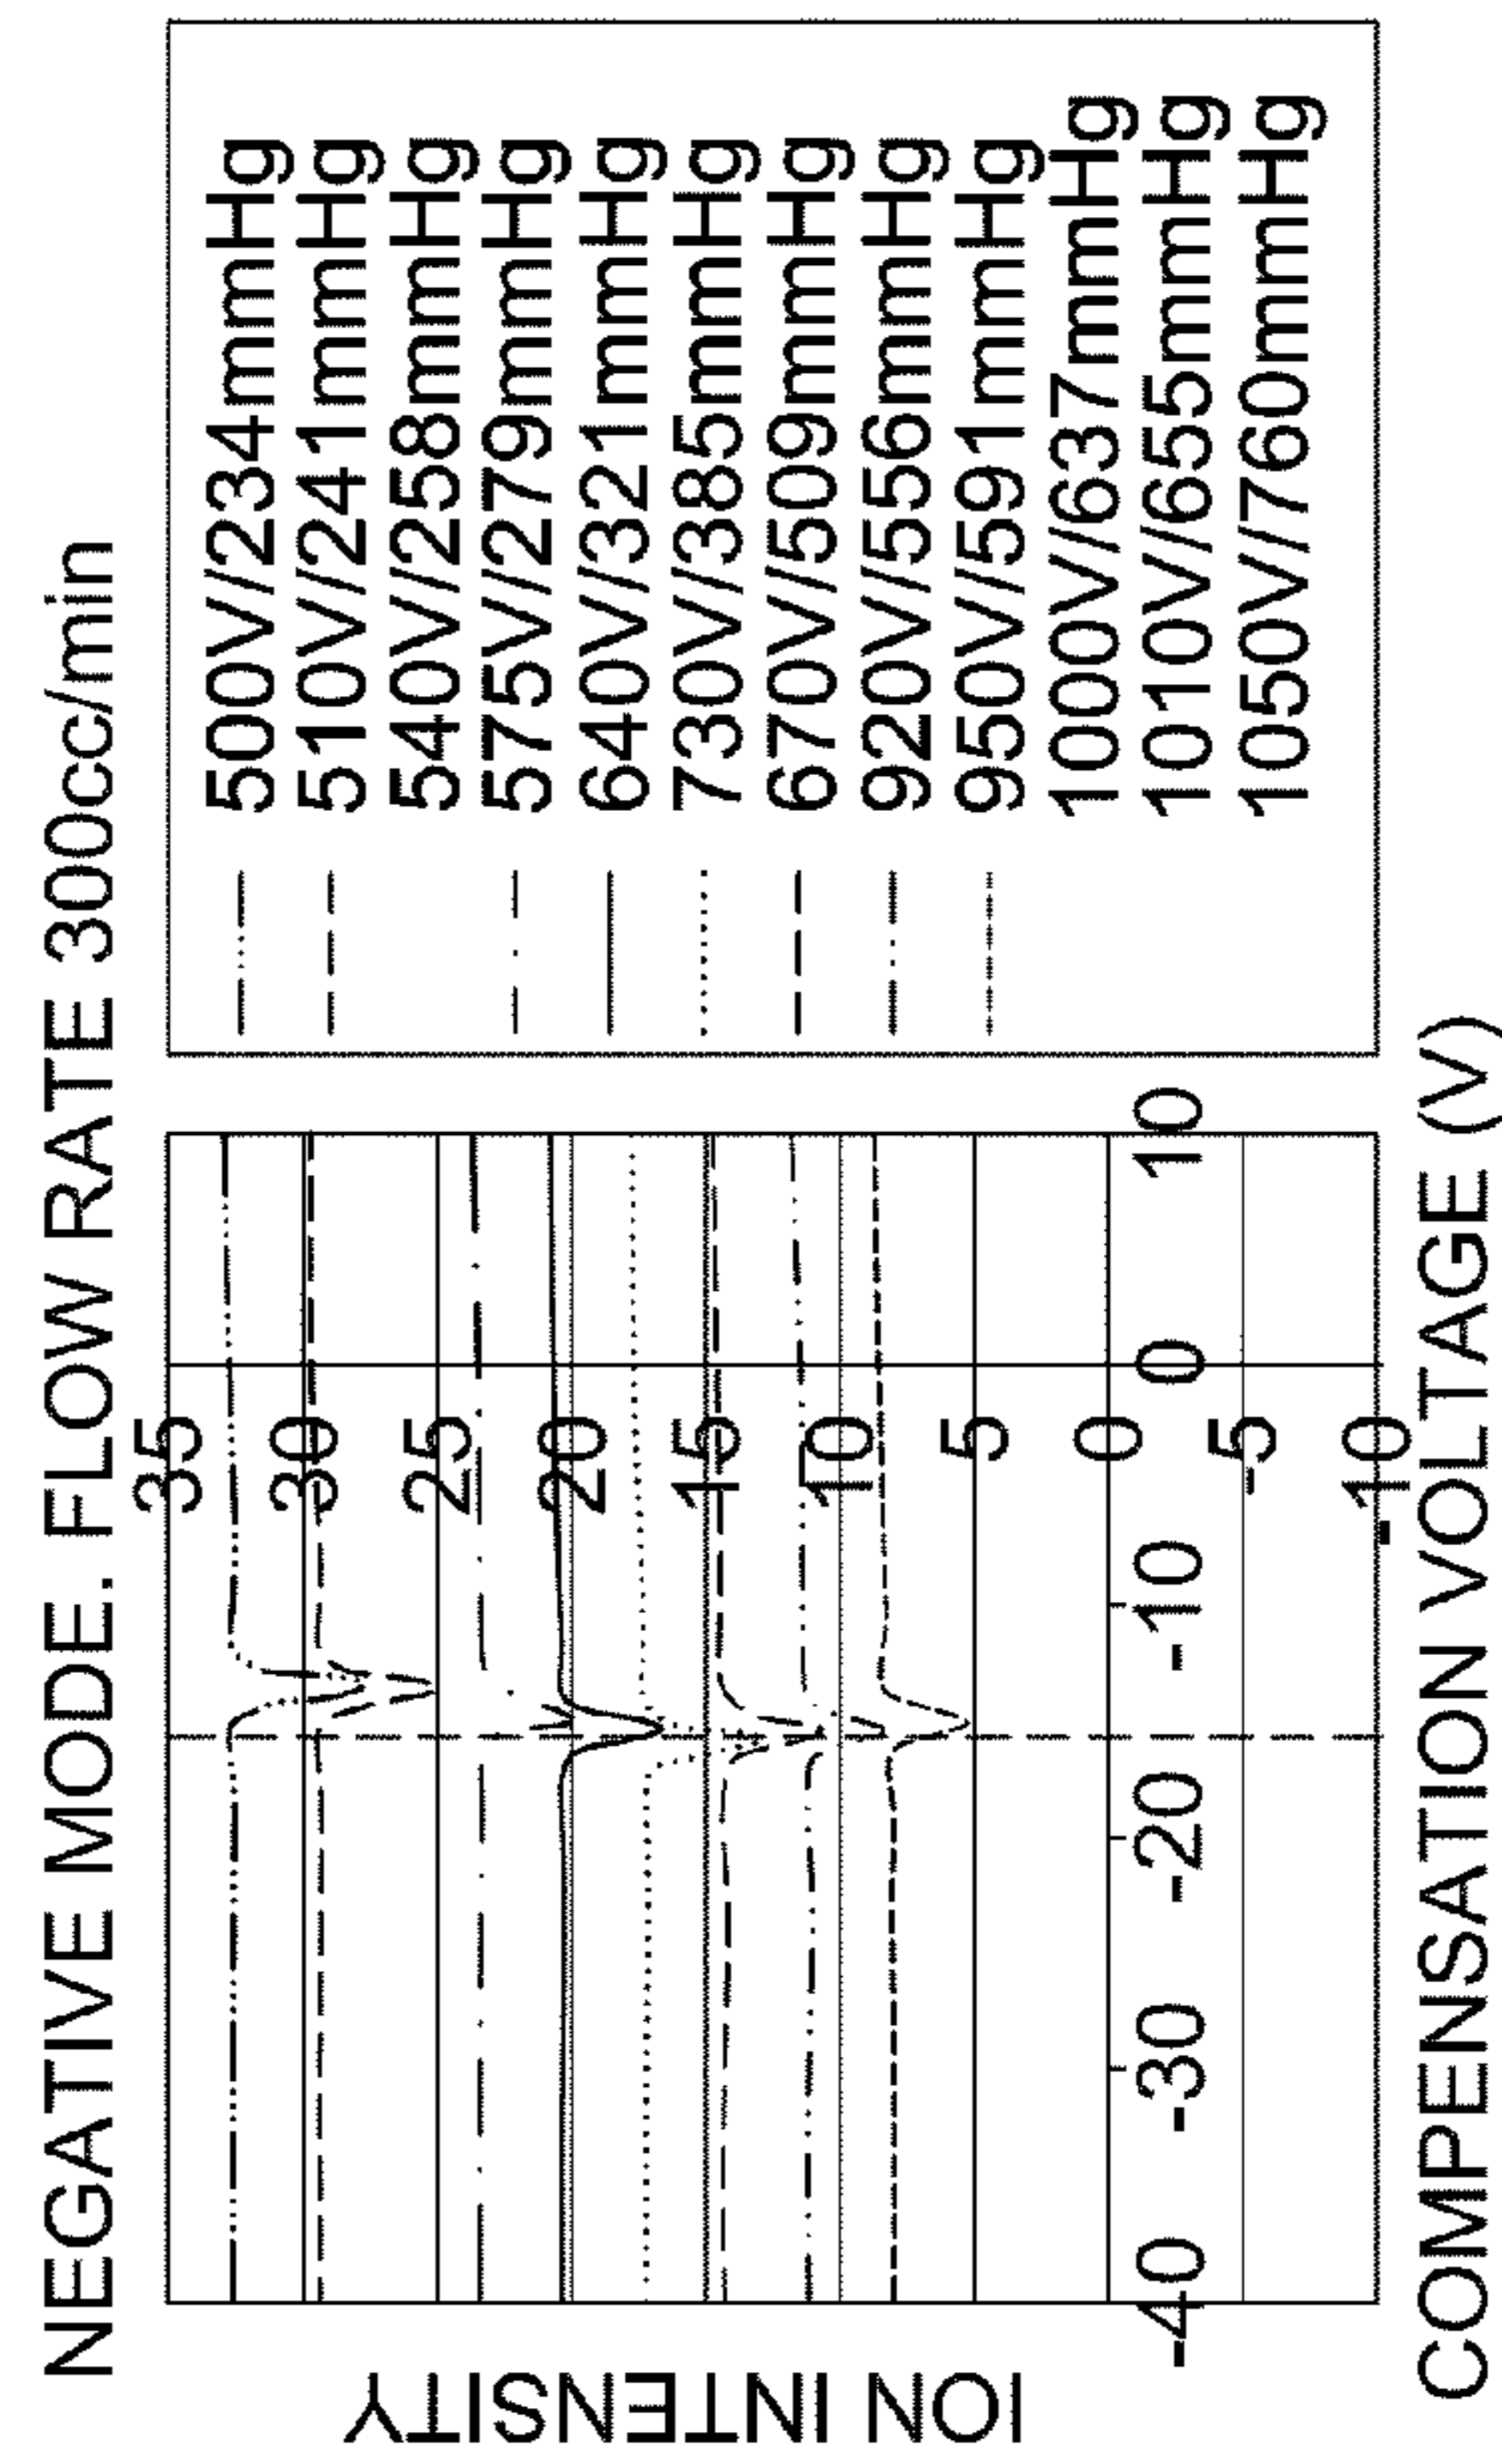 NEGATIVE MODE. FLOW RATE 300cc/min
ION INTENSITY
35
30
25
20
15
10
5
0
-5
-10
-40
-30
-20
-10
0
10
COMPENSATION VOLTAGE (V)
500V//234mmHg
510V//241mmHg
540V//258mmHg
575V//279mmHg
640V//321mmHg
730V//385mmHg
670V//509mmHg
920V//556mmHg
950V//591mmHg
1000V//637mmHg
1010V//655mmHg
1050V//760mmHg